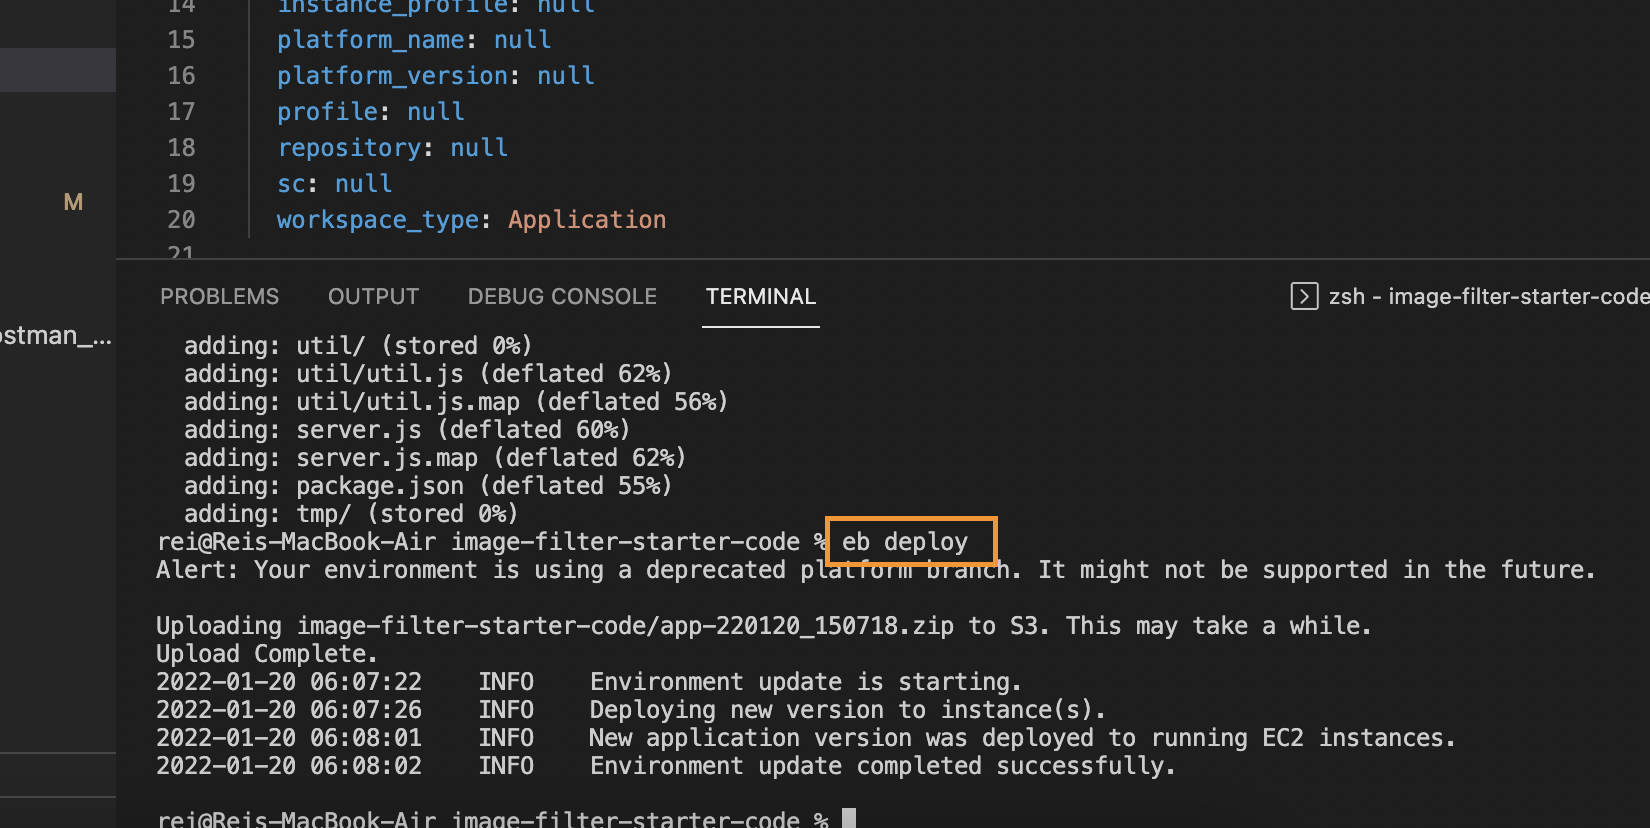 14 instance_profile: null
15 platform_name: null
16 platform_version: null
17 profile: null
18 repository: null
19 sc: null
M
20 workspace_type: Application
21
PROBLEMS OUTPUT DEBUG CONSOLE TERMINAL zsh - image-filter-starter-code
ostman_...
adding: util/ (stored 0%)
adding: util/util.js (deflated 62%)
adding: util/util.js.map (deflated 56%)
adding: server.js (deflated 60%)
adding: server.js.map (deflated 62%)
adding: package.json (deflated 55%)
adding: tmp/ (stored 0%)
rei@Reis-MacBook-Air image-filter-starter-code % eb deploy
Alert: Your environment is using a deprecated platform branch. It might not be supported in the future.
Uploading image-filter-starter-code/app-220120_150718.zip to S3. This may take a while.
Upload Complete.
2022-01-20 06:07:22 INFO Environment update is starting.
2022-01-20 06:07:26 INFO Deploying new version to instance(s).
2022-01-20 06:08:01 INFO New application version was deployed to running EC2 instances.
2022-01-20 06:08:02 INFO Environment update completed successfully.
rei@Reis-MacBook-Air image-filter-starter-code %